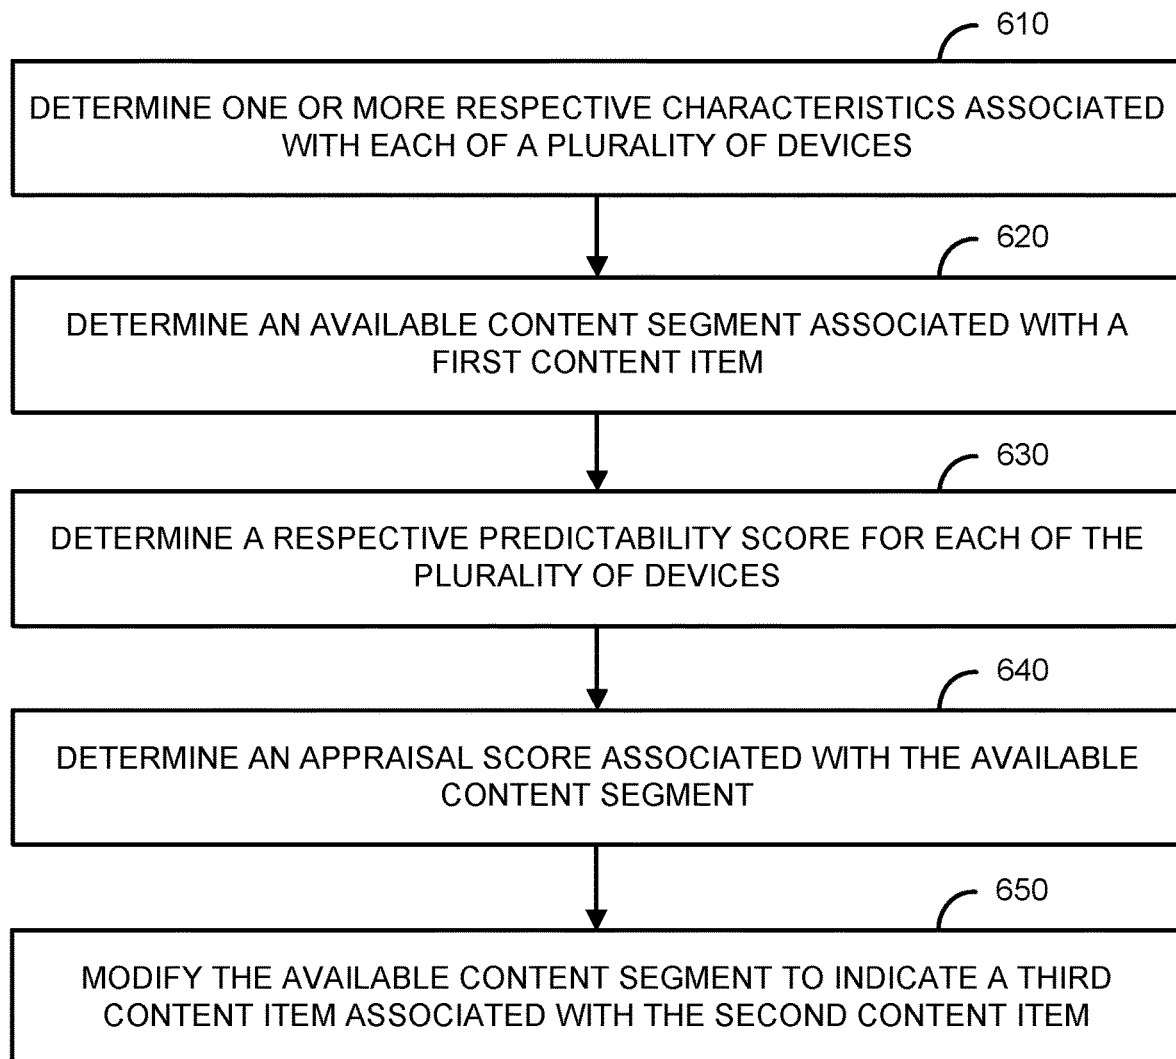 610
DETERMINE ONE OR MORE RESPECTIVE CHARACTERISTICS ASSOCIATED
WITH EACH OF A PLURALITY OF DEVICES
620
DETERMINE AN AVAILABLE CONTENT SEGMENT ASSOCIATED WITH A
FIRST CONTENT ITEM
630
DETERMINE A RESPECTIVE PREDICTABILITY SCORE FOR EACH OF THE
PLURALITY OF DEVICES
640
DETERMINE AN APPRAISAL SCORE ASSOCIATED WITH THE AVAILABLE
CONTENT SEGMENT
650
MODIFY THE AVAILABLE CONTENT SEGMENT TO INDICATE A THIRD
CONTENT ITEM ASSOCIATED WITH THE SECOND CONTENT ITEM